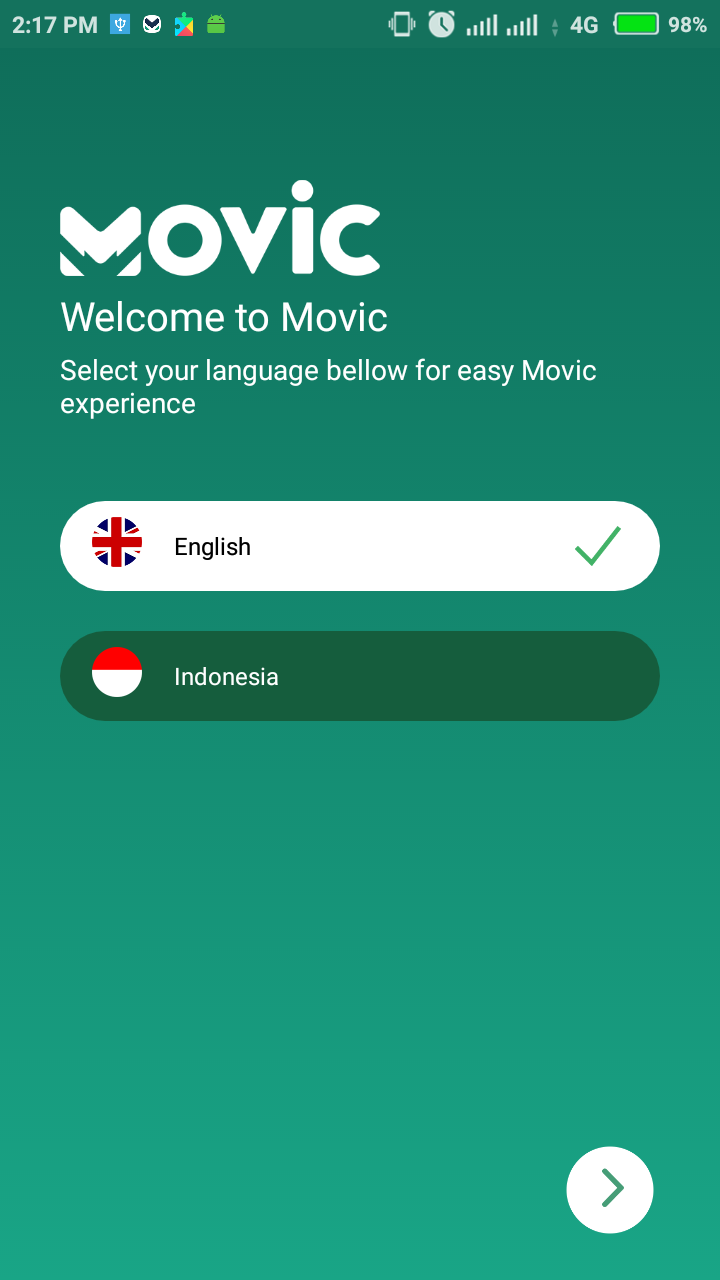 2:17 PM 4G 98%
Movic
Welcome to Movic
Select your language bellow for easy Movic
experience
English
Indonesia